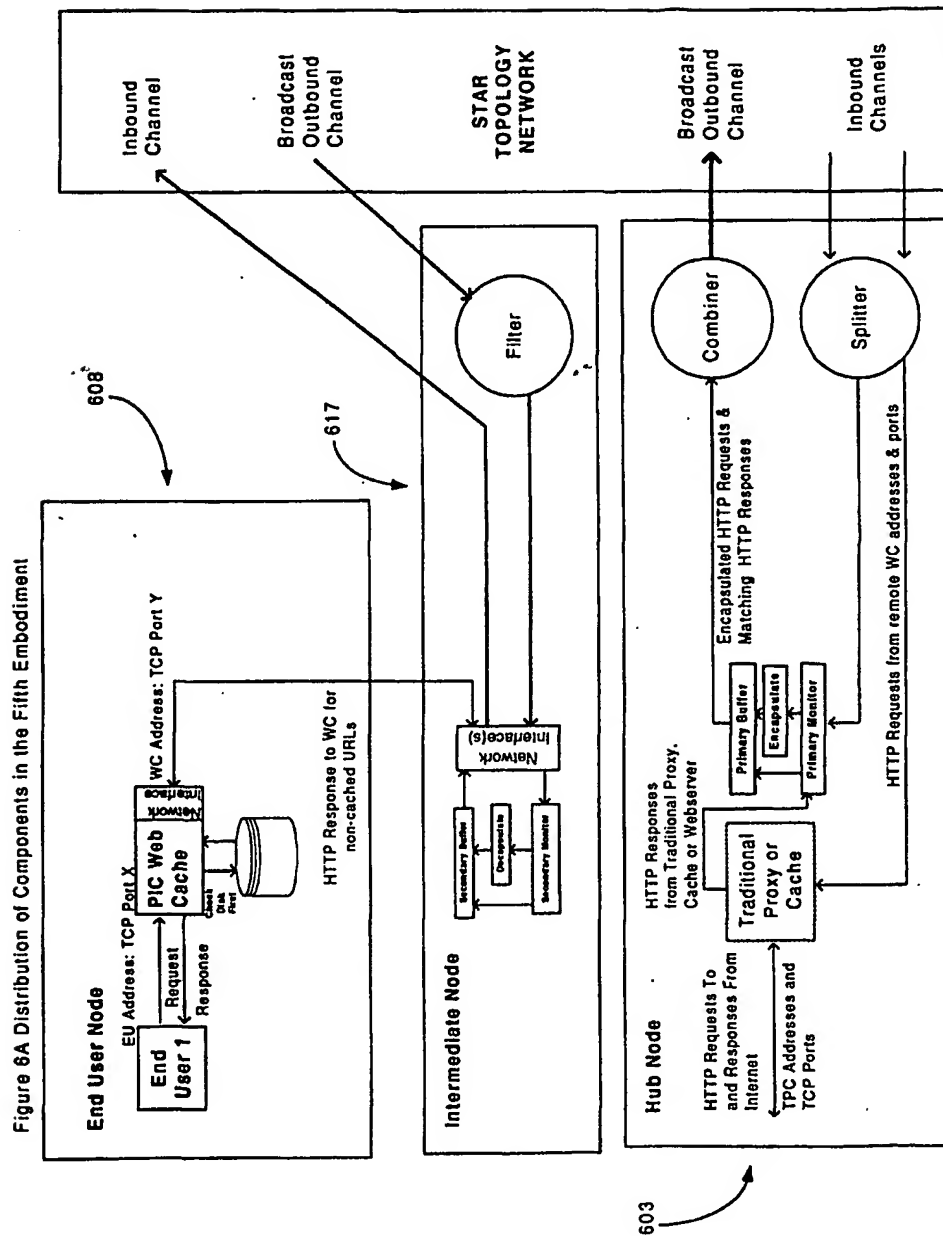 Figure 6A Distribution of Components in the Fifth Embodiment
608
End User Node
EU Address: TCP Port X
WC Address: TCP Port Y
End
User 1
Request
Response
PIC Web
Cache
Network
Interface
Check
Disk
First
HTTP Response to WC for
non-cached URLs
617
Intermediate Node
Secondary Buffer
Decapsulate
Secondary Monitor
Network
Interface(s)
Filter
Inbound
Channel
Broadcast
Outbound
Channel
STAR
TOPOLOGY
NETWORK
Broadcast
Outbound
Channel
Inbound
Channels
603
Hub Node
HTTP Requests To
and Responses From
Internet
TPC Addresses and
TCP Ports
HTTP Responses
from Traditional Proxy,
Cache or Webserver
Traditional
Proxy or
Cache
Primary Buffer
Encapsulate
Primary Monitor
Encapsulated HTTP Requests &
Matching HTTP Responses
HTTP Requests from remote WC addresses & ports
Combiner
Splitter